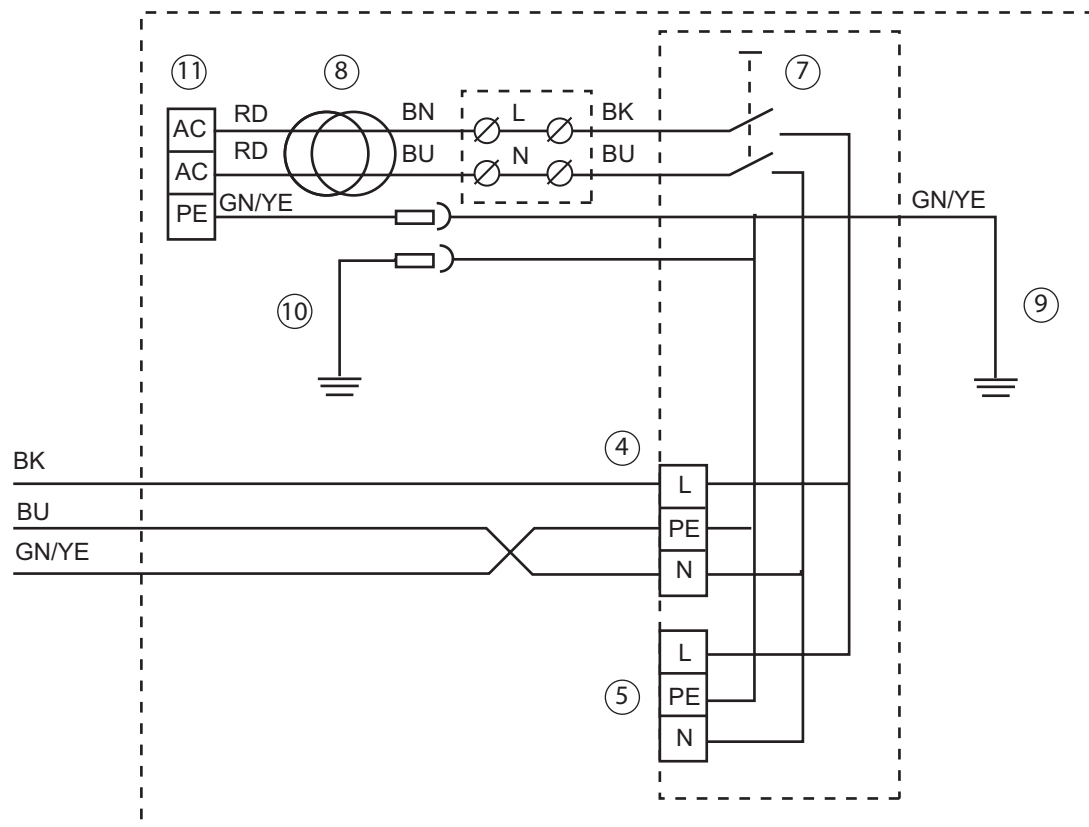 11 8 7
RD BN L BK
AC
RD BU N BU
AC
PE GN/YE GN/YE
10 9
4
BK
L
BU
PE
GN/YE
N
L
5 PE
N